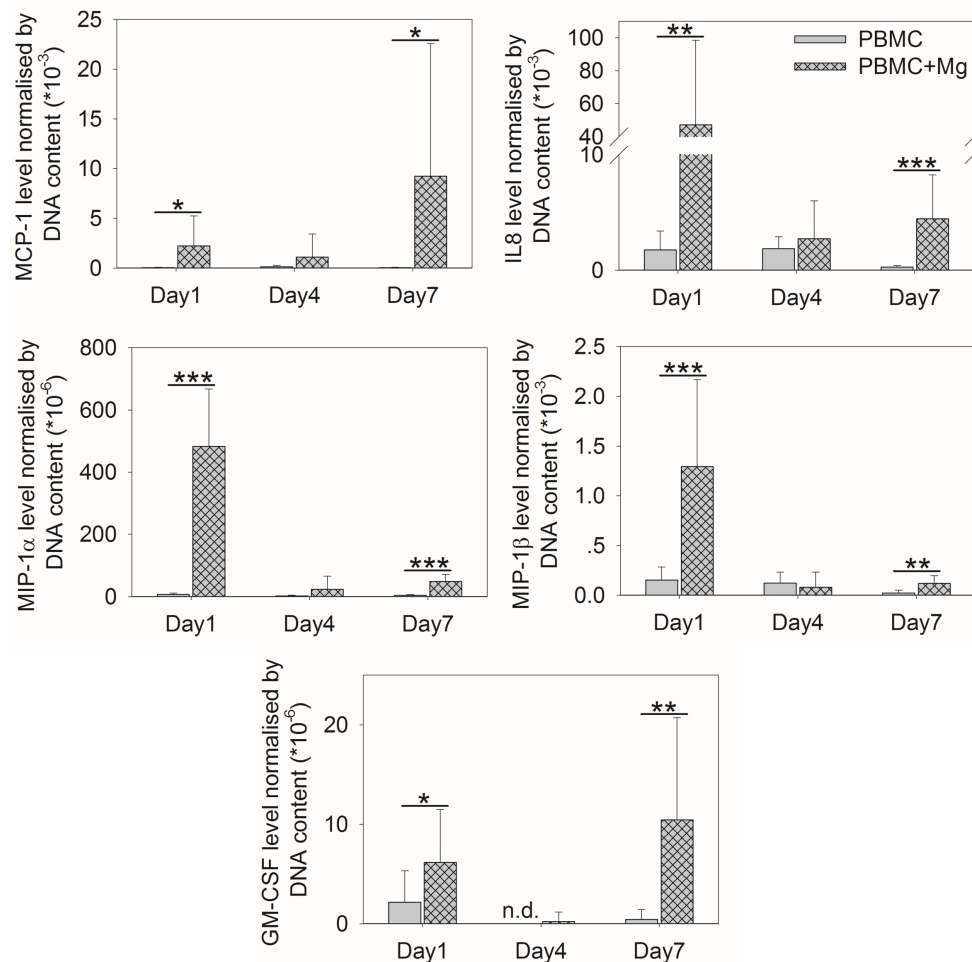 MCP-1 level normalised by
DNA content (*10-3)
25
20
15
10
5
0
*
*
Day1
Day4
Day7
IL8 level normalised by
DNA content (*10-3)
100
80
60
40
10
0
**
***
PBMC
PBMC+Mg
Day1
Day4
Day7
MIP-1α level normalised by
DNA content (*10-6)
800
600
400
200
0
***
***
Day1
Day4
Day7
MIP-1β level normalised by
DNA content (*10-3)
2.5
2.0
1.5
1.0
.5
0.0
***
**
Day1
Day4
Day7
GM-CSF level normalised by
DNA content (*10-6)
20
10
0
*
n.d.
**
Day1
Day4
Day7